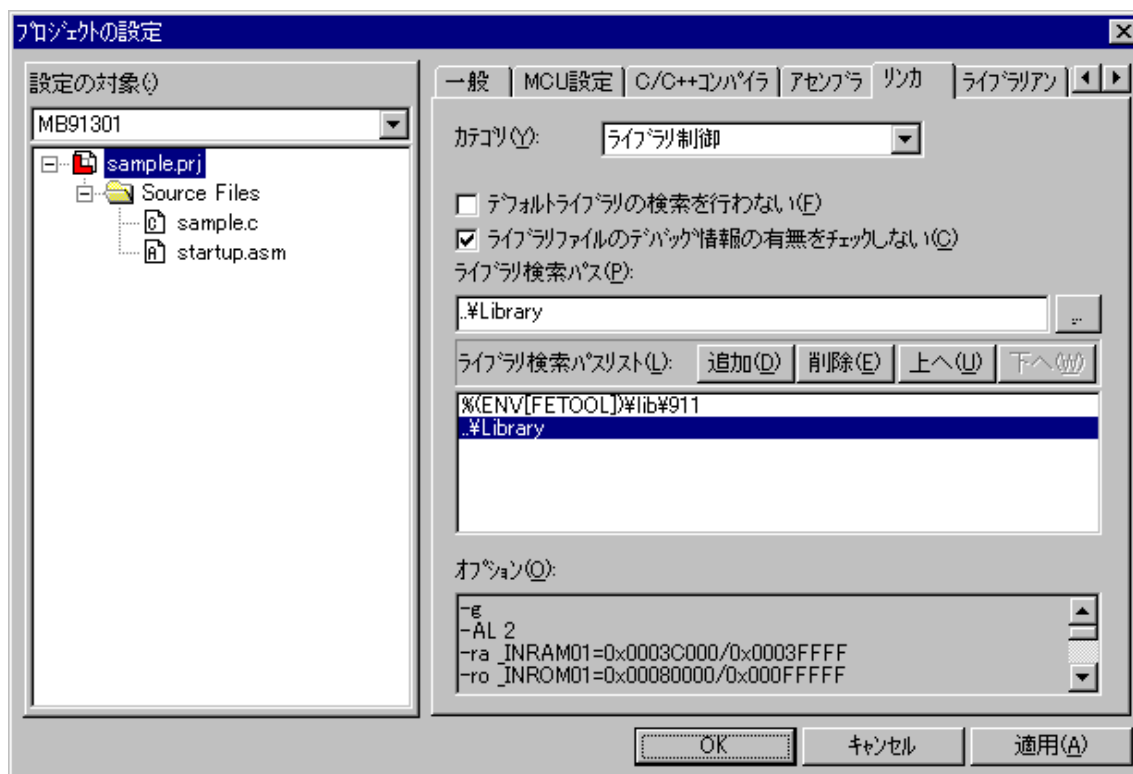 プロジェクトの設定
設定の対象(:)
MB91301
sample.prj
Source Files
sample.c
startup.asm
一般 MCU設定 C/C++コンパイラ アセンブラ リンカ ライブラリアン
カテゴリ(Y): ライブラリ制御
デフォルトライブラリの検索を行わない(F)
ライブラリファイルのデバッグ情報の有無をチェックしない(C)
ライブラリ検索パス(P):
..¥Library
...
ライブラリ検索パスリスト(L): 追加(D) 削除(E) 上へ(U) 下へ(W)
%(ENV[FETOOL])¥lib¥911
..¥Library
オプション(O):
-g
-AL 2
-ra _INRAM01=0x0003C000/0x0003FFFF
-ro _INROM01=0x00080000/0x000FFFFF
OK キャンセル 適用(A)